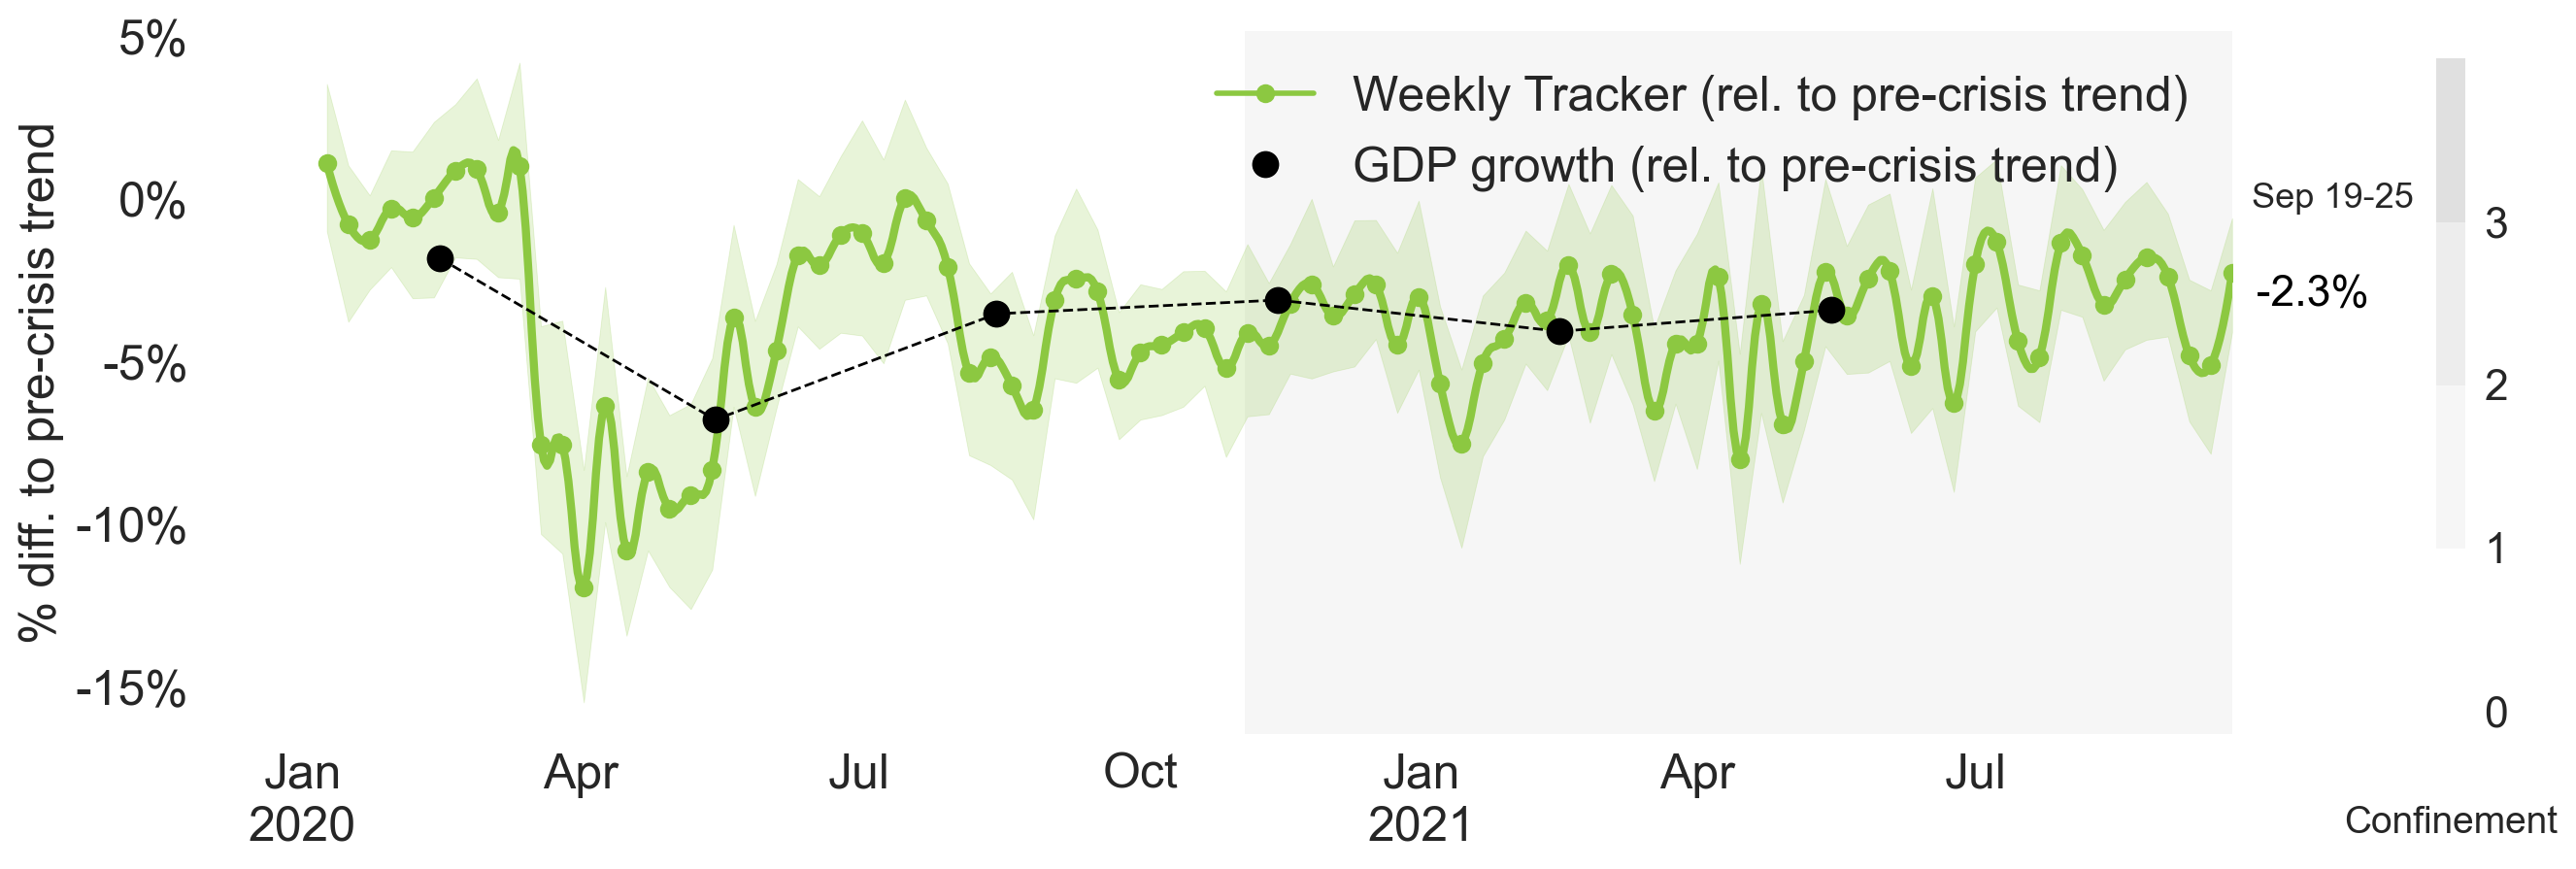 5%
0%
-5%
-10%
-15%
% diff. to pre-crisis trend
Weekly Tracker (rel. to pre-crisis trend)
GDP growth (rel. to pre-crisis trend)
Sep 19-25
-2.3%
3
2
1
0
Confinement
Jan
2020
Apr
Jul
Oct
Jan
2021
Apr
Jul